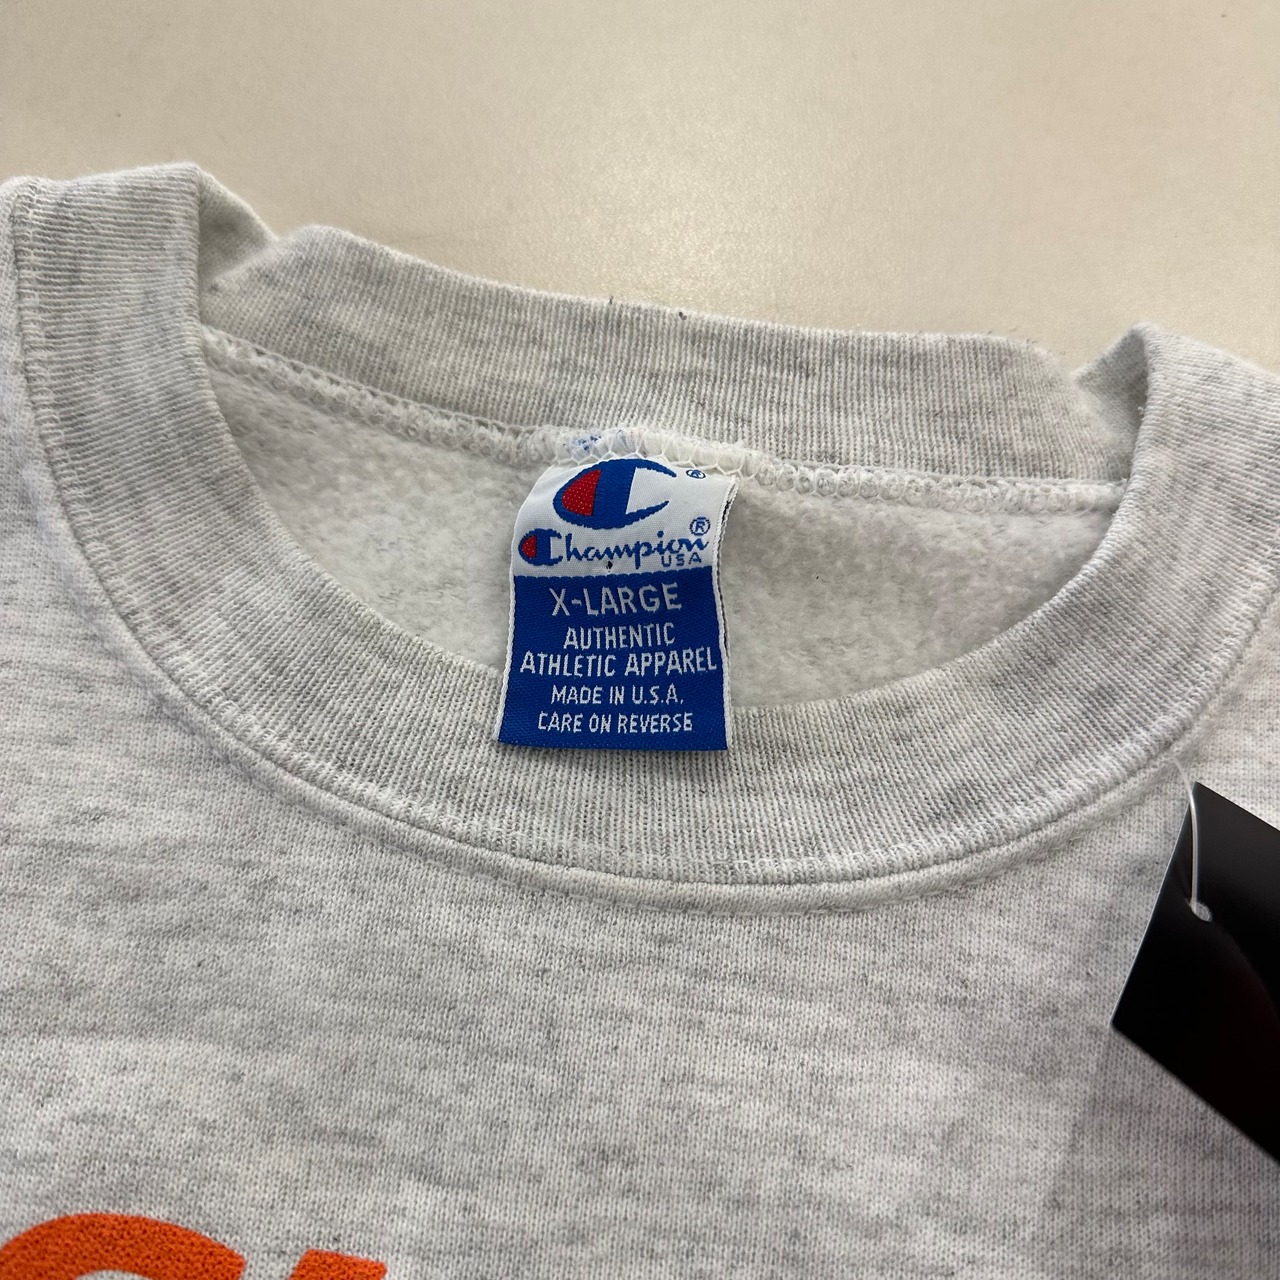 ®
Champion®
USA
X-LARGE
AUTHENTIC
ATHLETIC APPAREL
MADE IN U.S.A.
CARE ON REVERSE